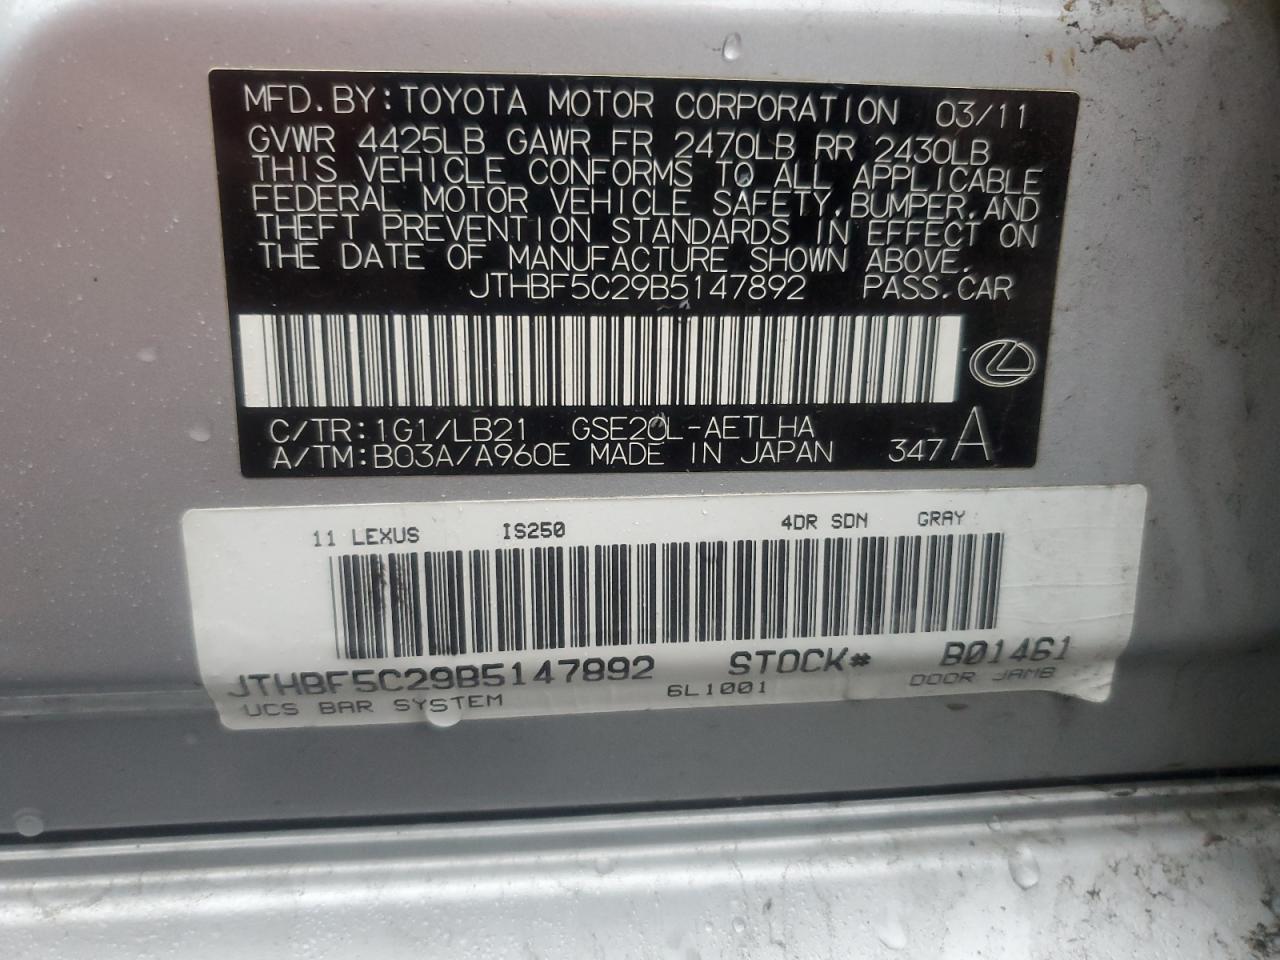 MFD.BY:TOYOTA MOTOR CORPORATION 03/11
GVWR 4425LB GAWR FR 2470LB RR 2430LB
THIS VEHICLE CONFORMS TO ALL APPLICABLE
FEDERAL MOTOR VEHICLE SAFETY,BUMPER,AND
THEFT PREVENTION STANDARDS IN EFFECT ON
THE DATE OF MANUFACTURE SHOWN ABOVE.
JTHBF5C29B5147892 PASS.CAR
C/TR:1G1/LB21 GSE20L-AETLHA
A/TM:B03A/A960E MADE IN JAPAN 347 A
11 LEXUS IS250 4DR SDN GRAY
JTHBF5C29B5147892 STOCK# B01461
UCS BAR SYSTEM 6L1001 DOOR JAMB